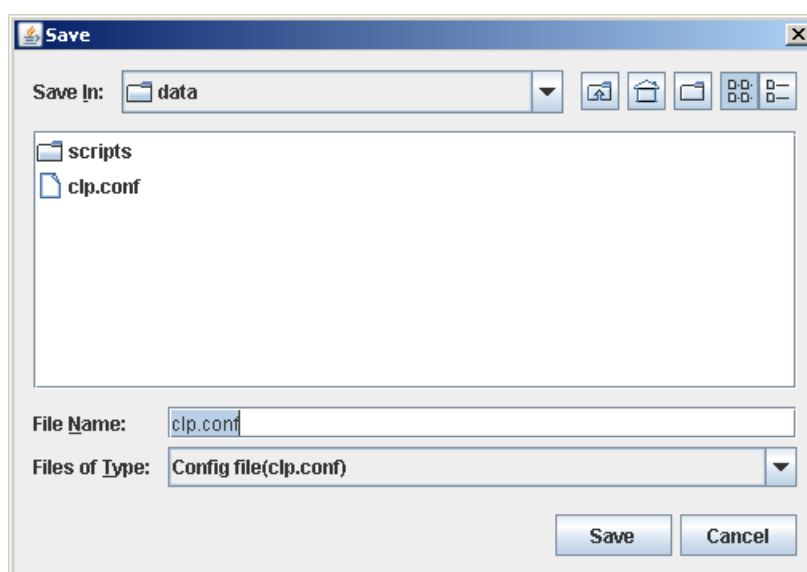 Save
Save In: data
scripts
clp.conf
File Name: clp.conf
Files of Type: Config file(clp.conf)
Save Cancel